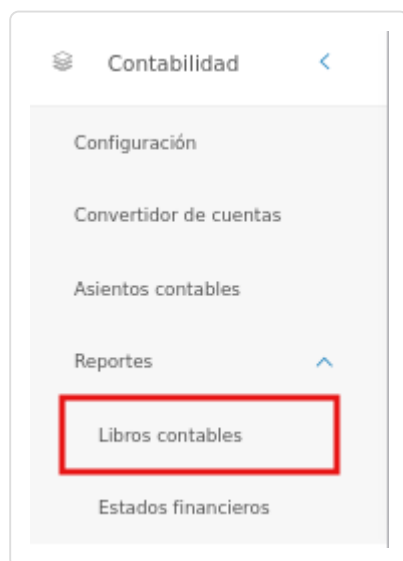 Contabilidad
Configuración
Convertidor de cuentas
Asientos contables
Reportes
Libros contables
Estados financieros